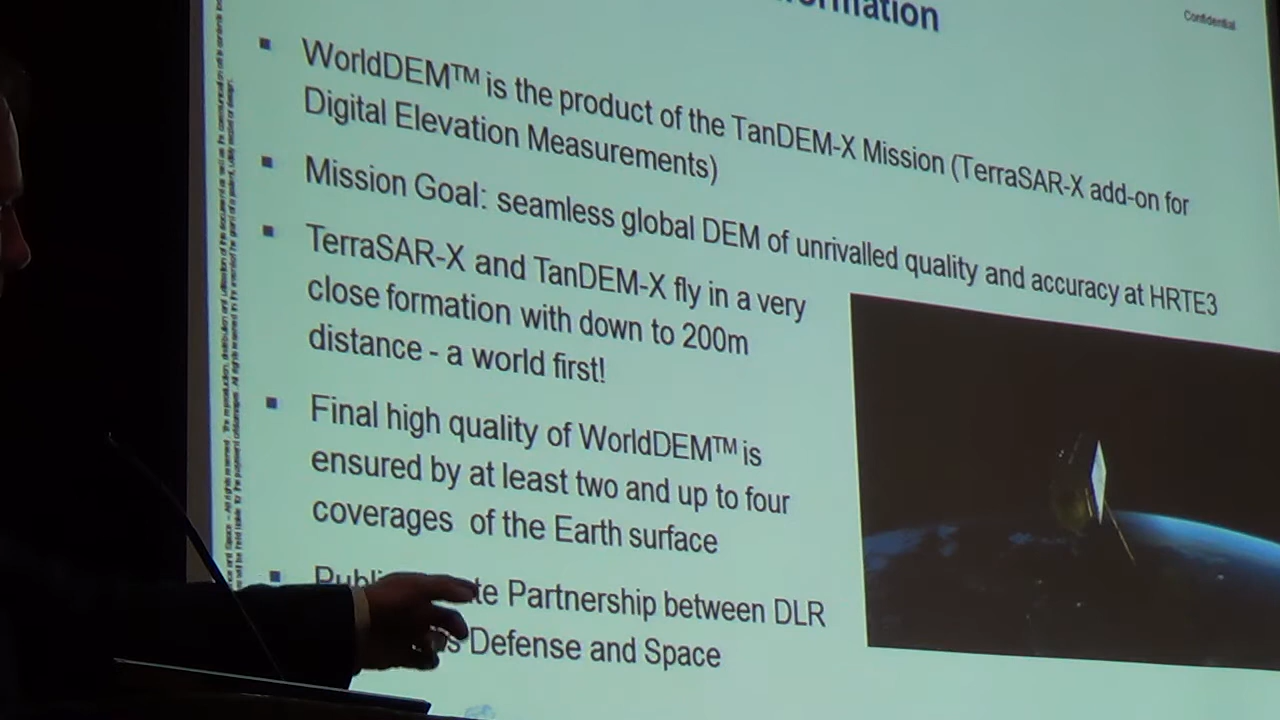 Confidential
WorldDEM™ is the product of the TanDEM-X Mission (TerraSAR-X add-on for
Digital Elevation Measurements)
Mission Goal: seamless global DEM of unrivalled quality and accuracy at HRTE3
TerraSAR-X and TanDEM-X fly in a very
close formation with down to 200m
distance - a world first!
Final high quality of WorldDEM™ is
ensured by at least two and up to four
coverages of the Earth surface
Partnership between DLR
Defense and Space